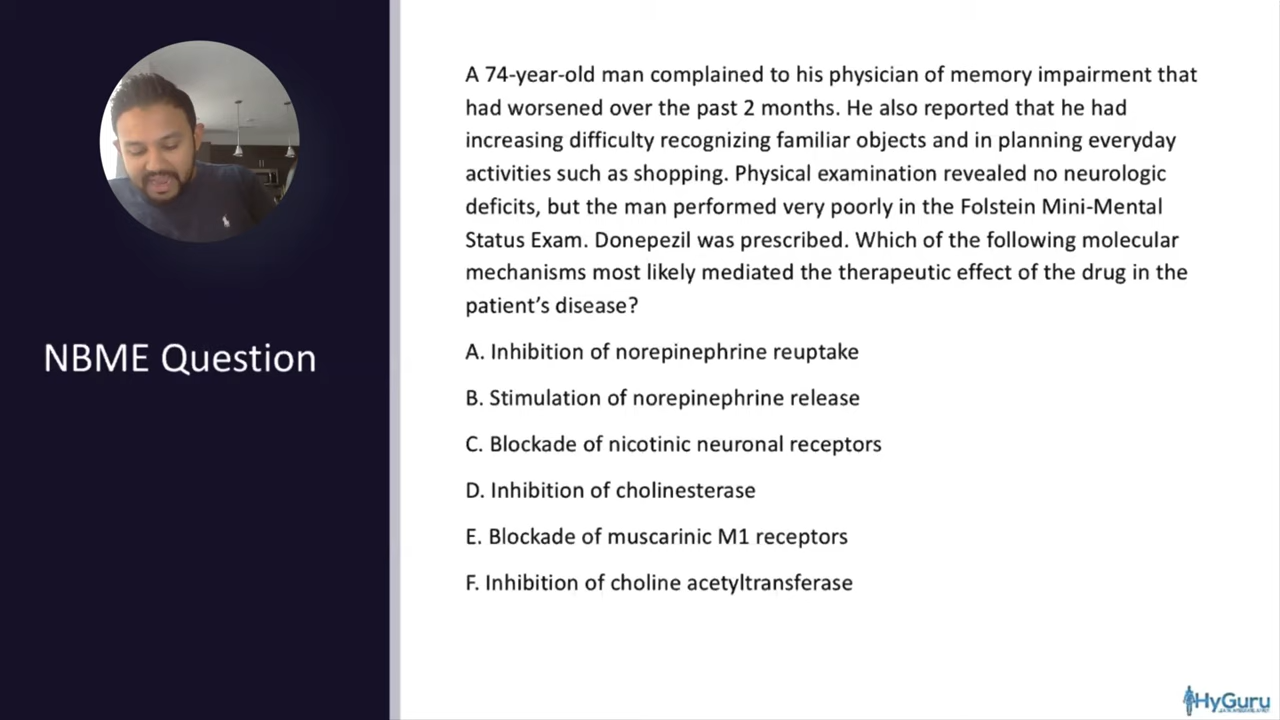 A 74-year-old man complained to his physician of memory impairment that
had worsened over the past 2 months. He also reported that he had
increasing difficulty recognizing familiar objects and in planning everyday
activities such as shopping. Physical examination revealed no neurologic
deficits, but the man performed very poorly in the Folstein Mini-Mental
Status Exam. Donepezil was prescribed. Which of the following molecular
mechanisms most likely mediated the therapeutic effect of the drug in the
patient's disease?
NBME Question
A. Inhibition of norepinephrine reuptake
B. Stimulation of norepinephrine release
C. Blockade of nicotinic neuronal receptors
D. Inhibition of cholinesterase
E. Blockade of muscarinic M1 receptors
F. Inhibition of choline acetyltransferase
HyGuru